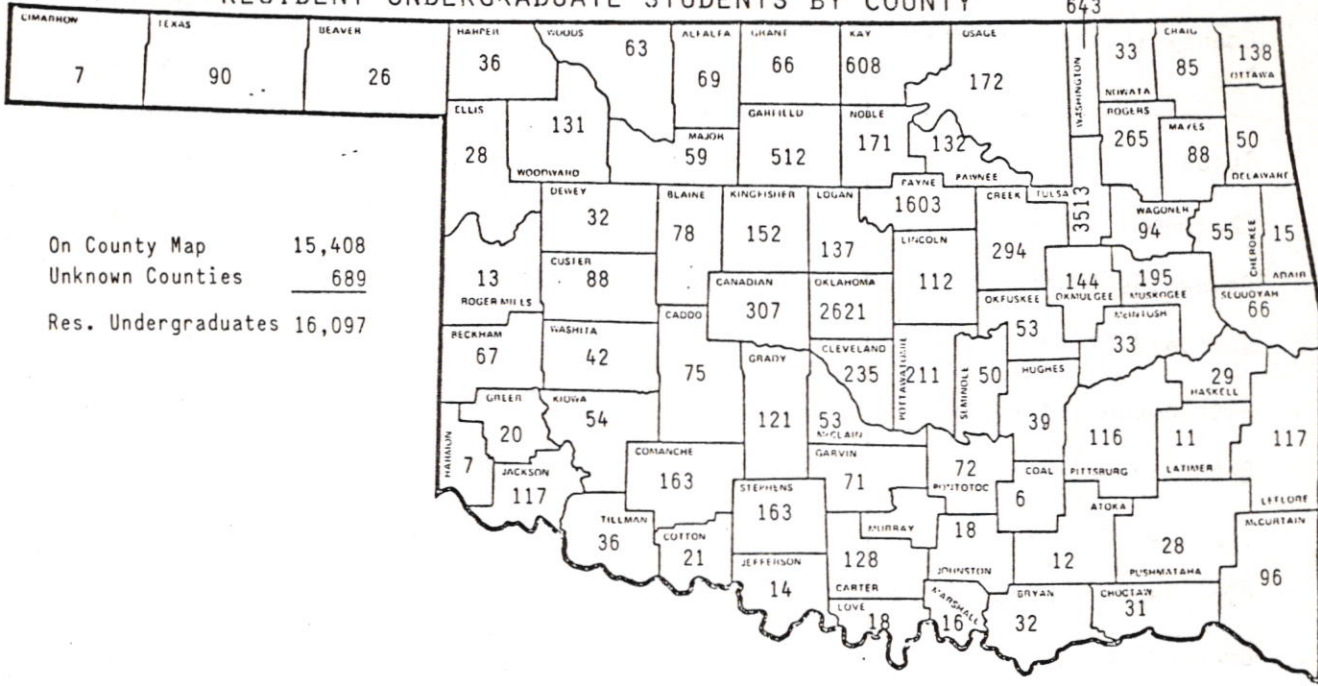 RESIDENT UNDERGRADUATE STUDENTS BY COUNTY
643
CIMARRON
7
TEXAS
90
BEAVER
26
HARPER
36
WOODS
63
ALFALFA
69
GRANT
66
KAY
608
OSAGE
172
WASHINGTON
33
NOWATA
CRAIG
85
138
OTTAWA
ELLIS
28
131
WOODWARD
MAJOR
59
GARFIELD
512
NOBLE
171
132
PAWNEE
ROGERS
265
MAYES
88
50
DELAWARE
DEWEY
32
BLAINE
78
KINGFISHER
152
LOGAN
137
PAYNE
1603
CREEK
294
TULSA
3513
WAGONER
94
55
CHEROKEE
15
ADAIR
On County Map 15,408
Unknown Counties 689
Res. Undergraduates 16,097
13
ROGER MILLS
CUSTER
88
CANADIAN
307
OKLAHOMA
2621
LINCOLN
112
OKFUSKEE
53
144
OKMULGEE
195
MUSKOGEE
SEQUOYAH
66
BECKHAM
67
WASHITA
42
CADDO
75
GRADY
121
CLEVELAND
235
53
McCLAIN
POTTAWATOMIE
211
SEMINOLE
50
HUGHES
39
McINTOSH
33
29
HASKELL
GREER
20
KIOWA
54
HARMON
7
JACKSON
117
COMANCHE
163
STEPHENS
163
GARVIN
71
72
PONTOTOC
COAL
6
116
PITTSBURG
11
LATIMER
117
LEFLORE
TILLMAN
36
COTTON
21
JEFFERSON
14
MURRAY
128
CARTER
18
JOHNSTON
ATOKA
12
28
PUSHMATAHA
McCURTAIN
96
LOVE
18
MARSHALL
16
BRYAN
32
CHOCTAW
31